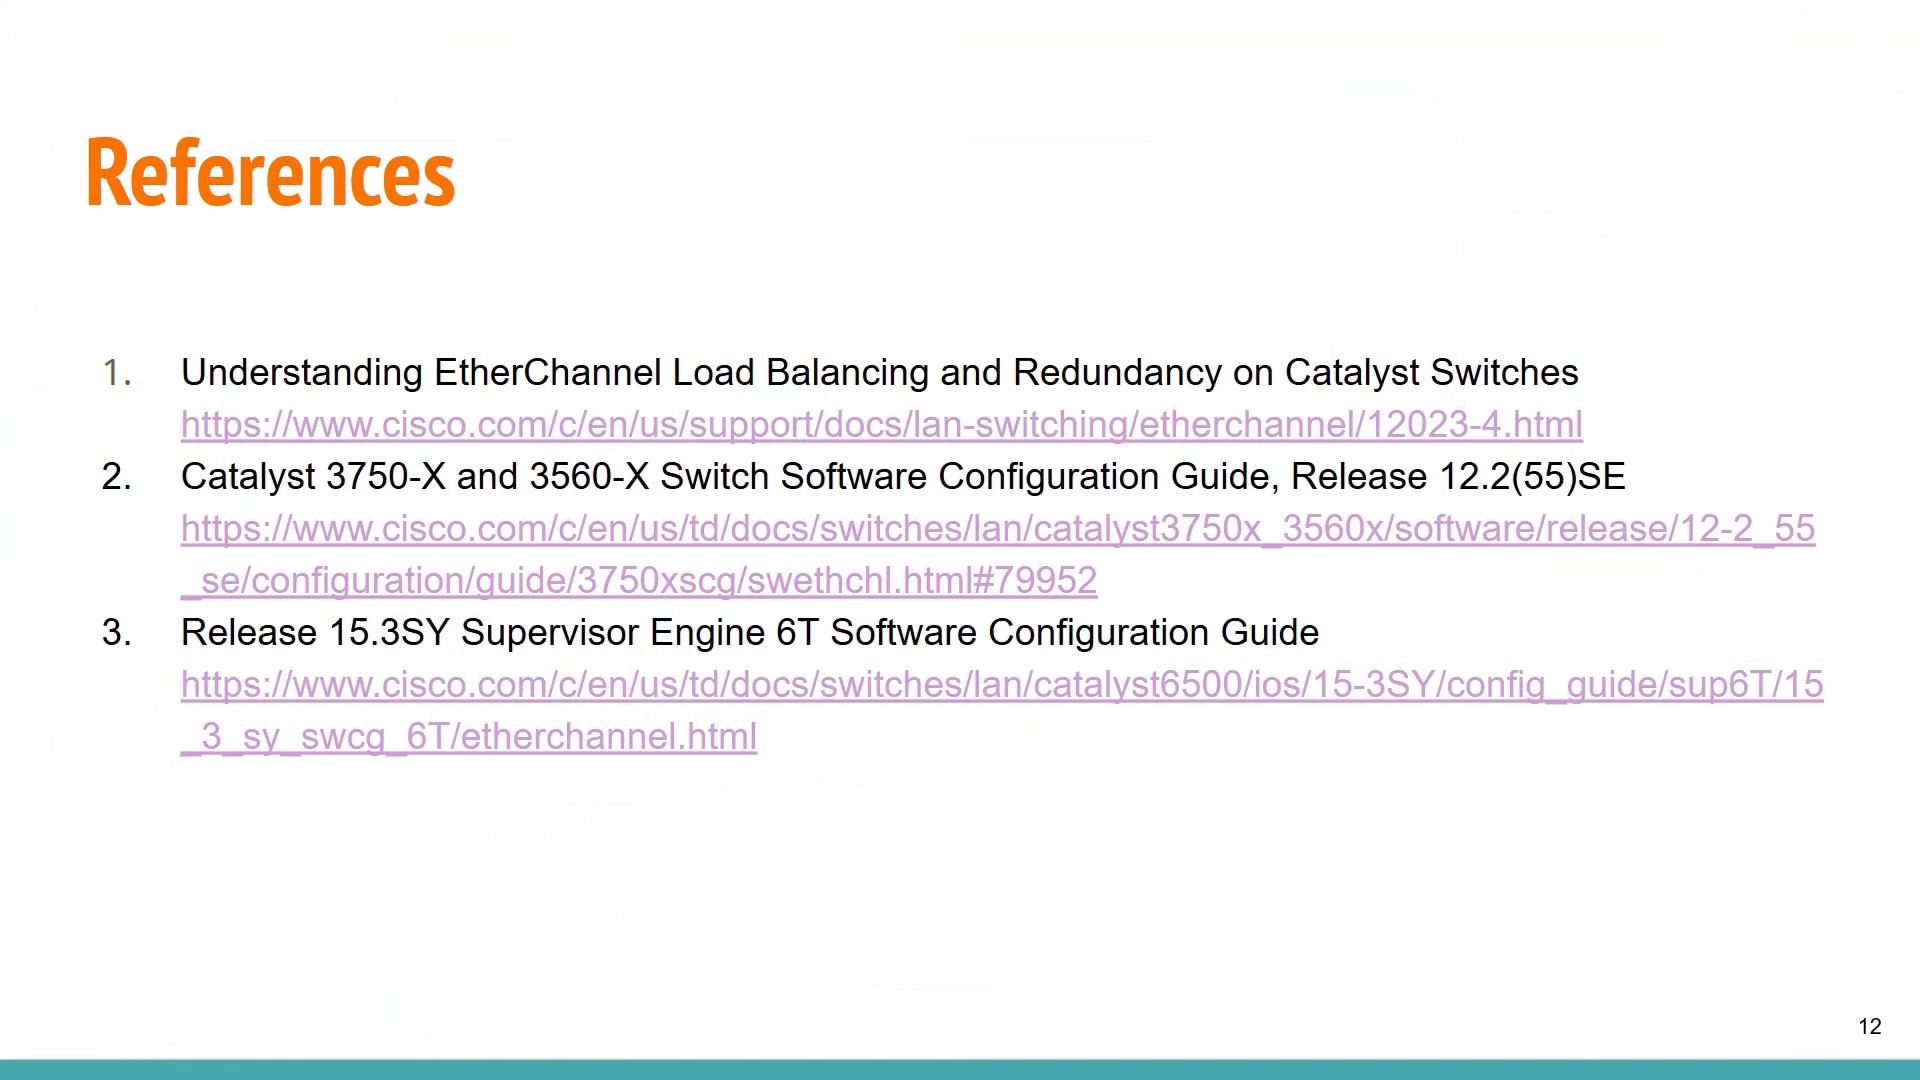 References
1. Understanding EtherChannel Load Balancing and Redundancy on Catalyst Switches
https://www.cisco.com/c/en/us/support/docs/lan-switching/etherchannel/12023-4.html
2. Catalyst 3750-X and 3560-X Switch Software Configuration Guide, Release 12.2(55)SE
https://www.cisco.com/c/en/us/td/docs/switches/lan/catalyst3750x_3560x/software/release/12-2_55
_se/configuration/guide/3750xscg/swethchl.html#79952
3. Release 15.3SY Supervisor Engine 6T Software Configuration Guide
https://www.cisco.com/c/en/us/td/docs/switches/lan/catalyst6500/ios/15-3SY/config_guide/sup6T/15
_3_sy_swcg_6T/etherchannel.html
12